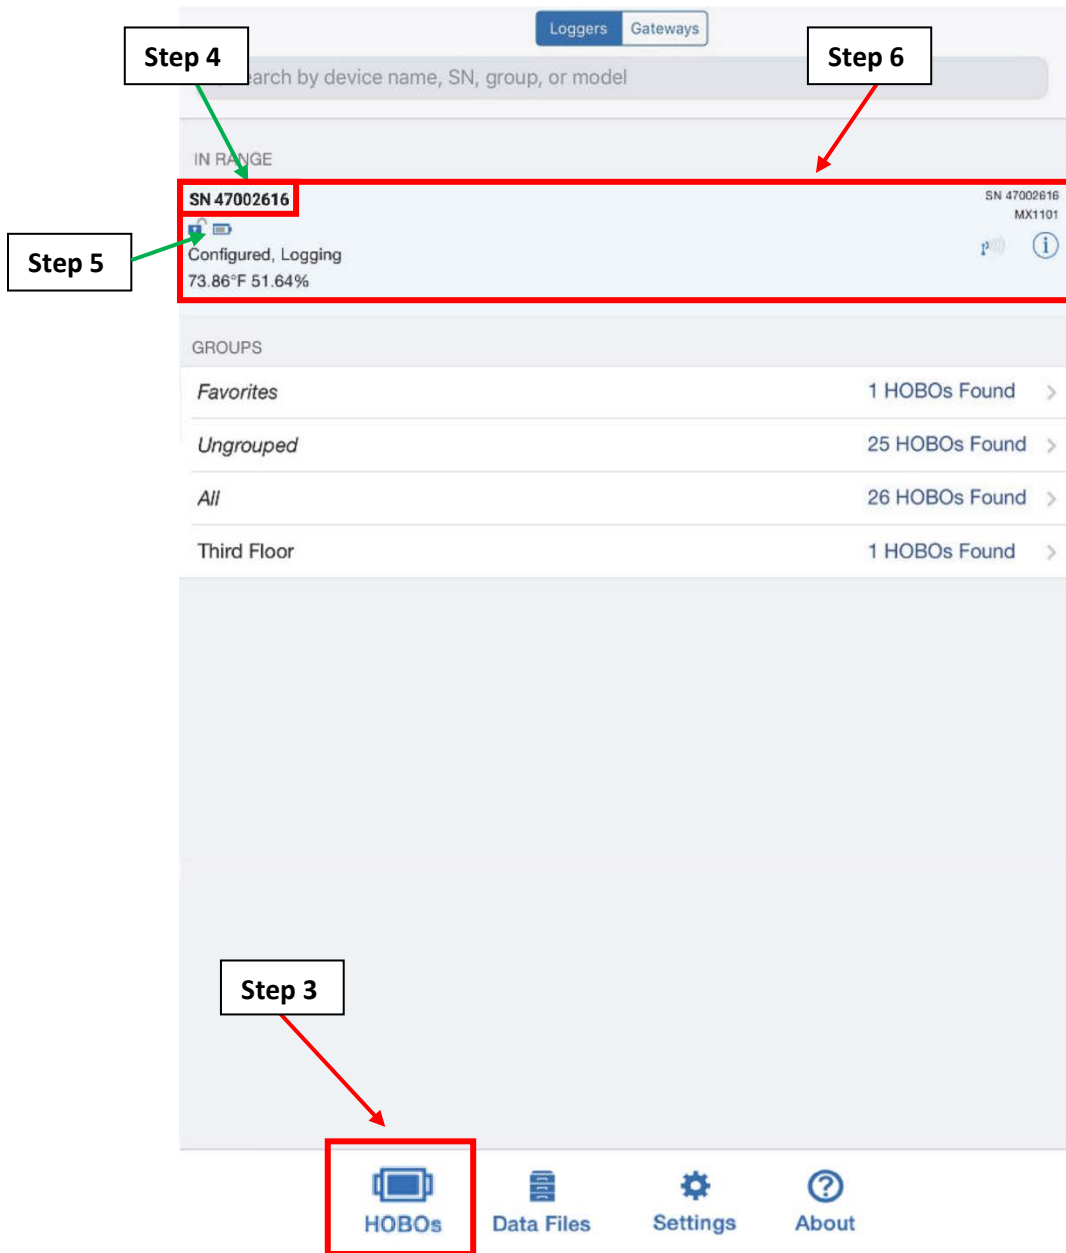 Loggers Gateways
Step 4
Step 6
earch by device name, SN, group, or model
IN RANGE
SN 47002616
SN 47002616
MX1101
Step 5
Configured, Logging
73.86°F 51.64%
GROUPS
Favorites 1 HOBOs Found
Ungrouped 25 HOBOs Found
All 26 HOBOs Found
Third Floor 1 HOBOs Found
Step 3
HOBOs Data Files Settings About